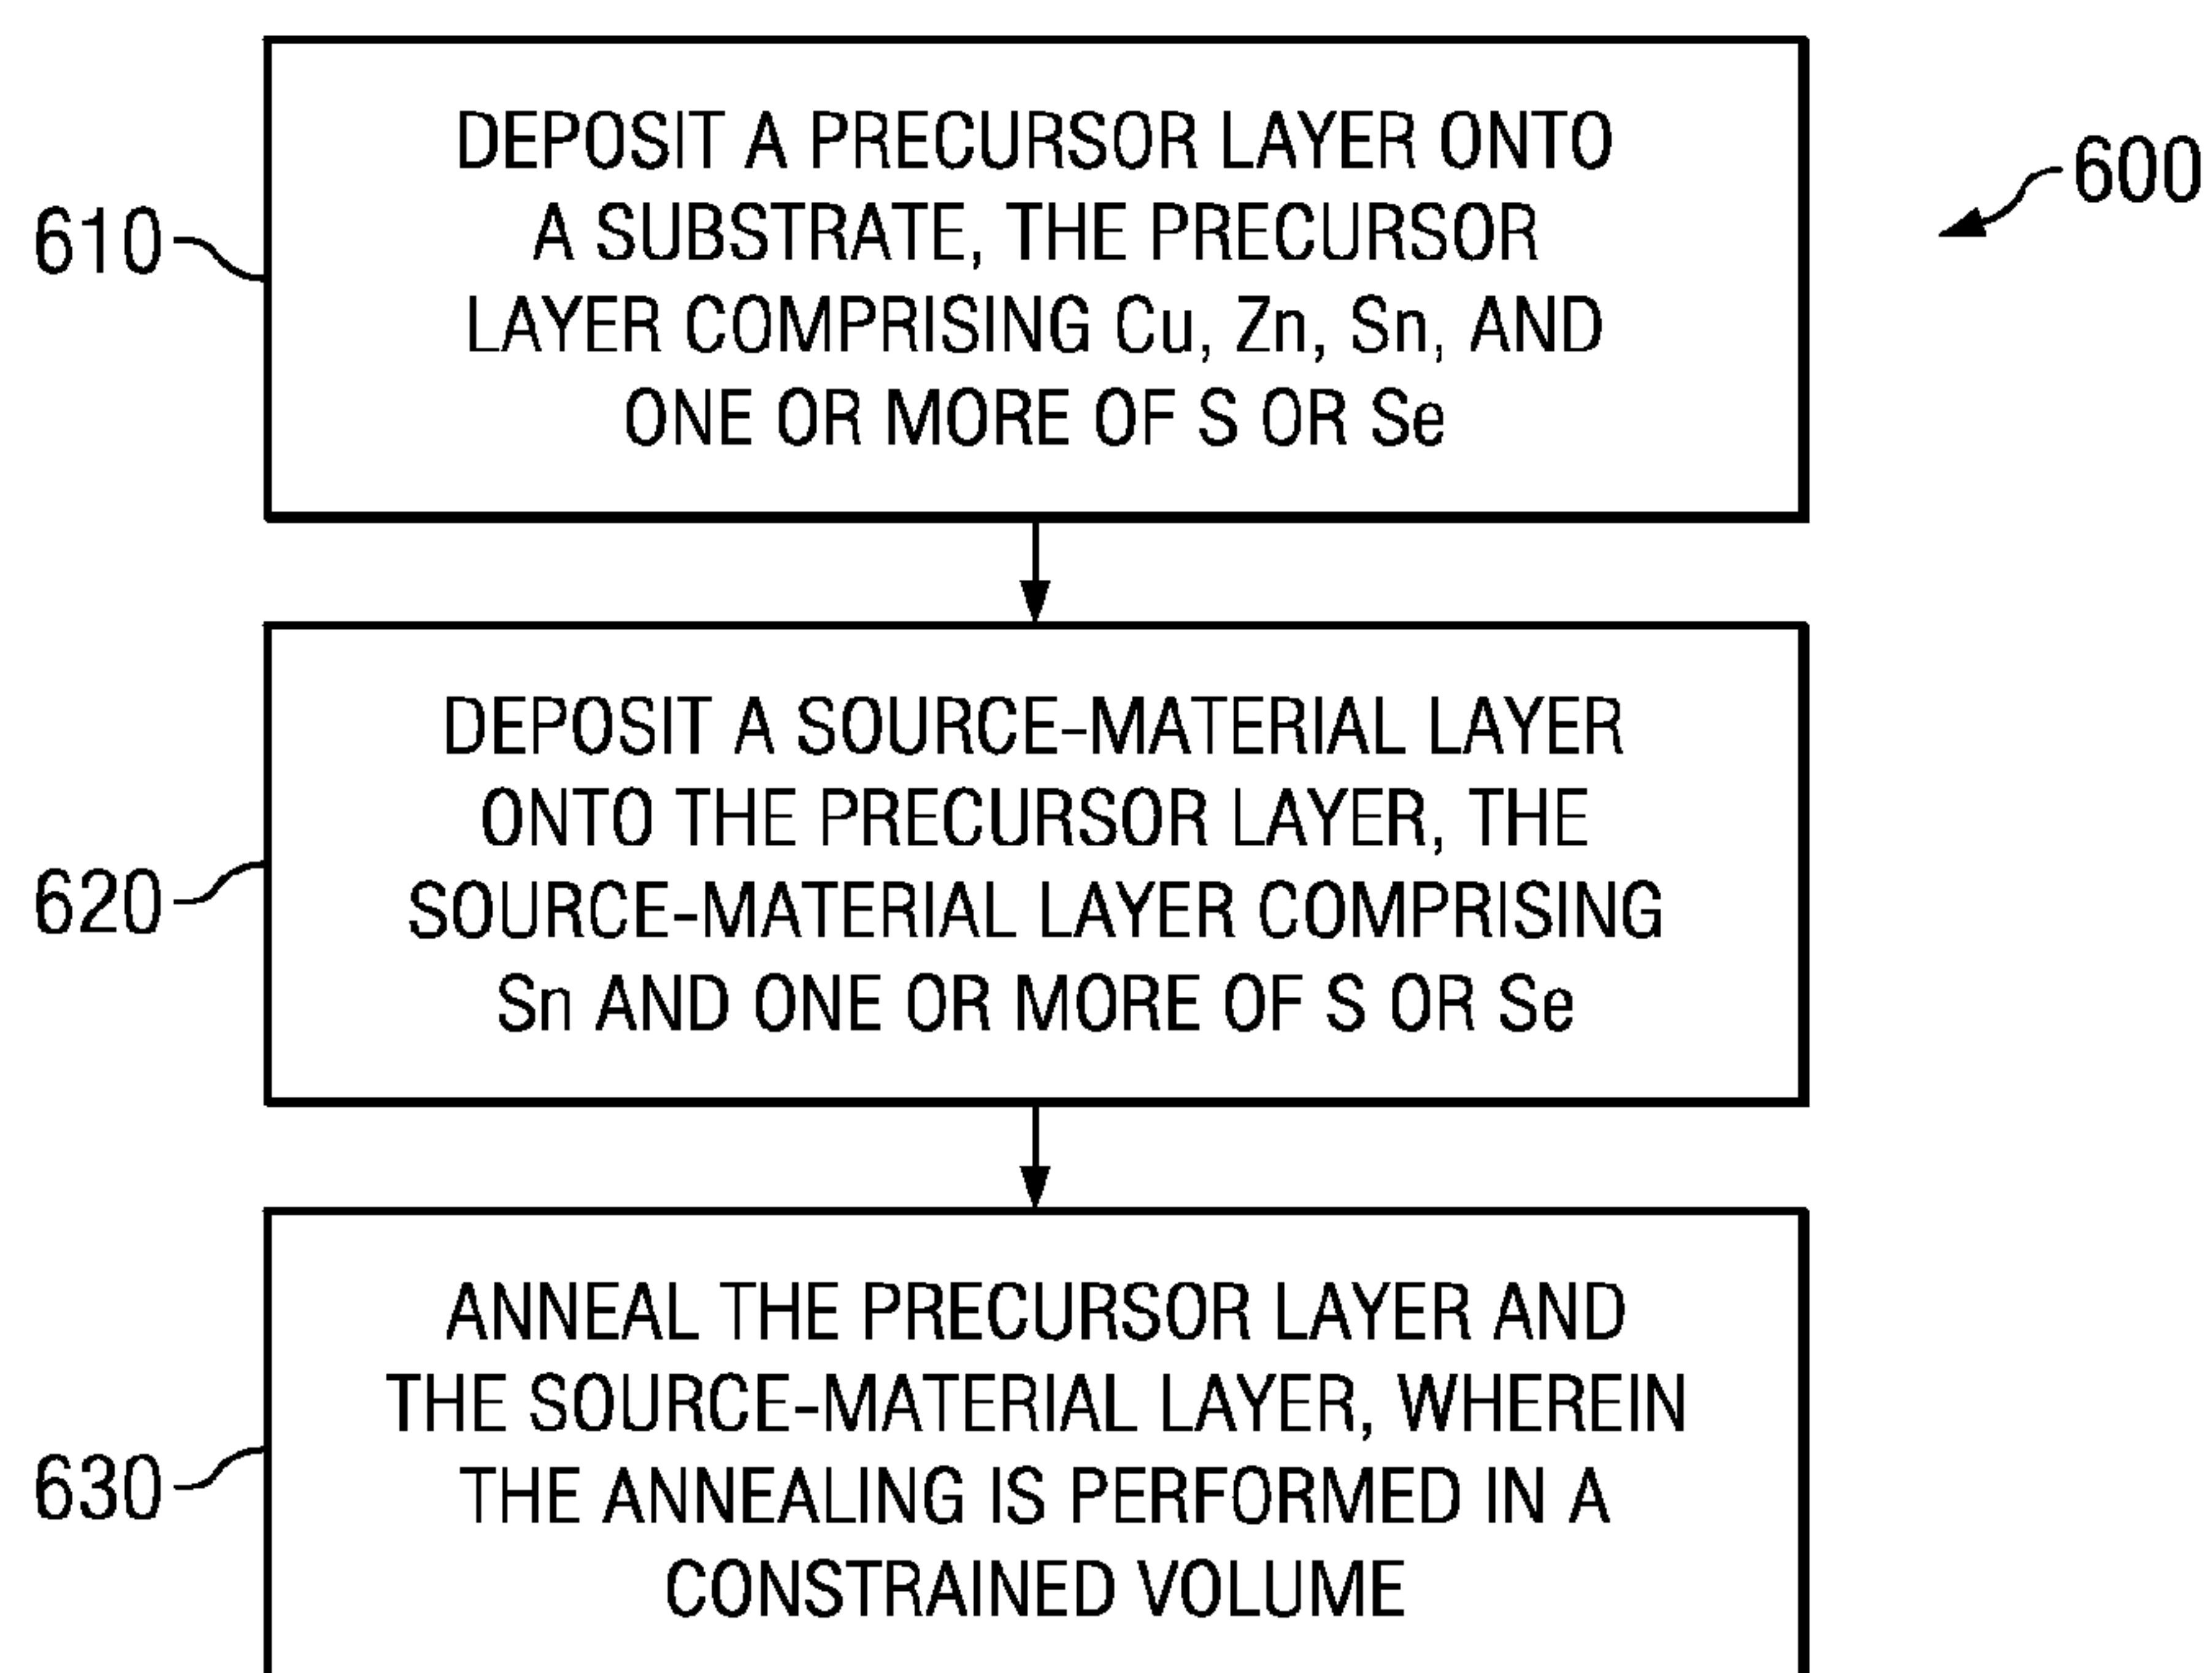 DEPOSIT A PRECURSOR LAYER ONTO
A SUBSTRATE, THE PRECURSOR
LAYER COMPRISING Cu, Zn, Sn, AND
ONE OR MORE OF S OR Se
600
610
DEPOSIT A SOURCE-MATERIAL LAYER
ONTO THE PRECURSOR LAYER, THE
SOURCE-MATERIAL LAYER COMPRISING
Sn AND ONE OR MORE OF S OR Se
620
ANNEAL THE PRECURSOR LAYER AND
THE SOURCE-MATERIAL LAYER, WHEREIN
THE ANNEALING IS PERFORMED IN A
CONSTRAINED VOLUME
630